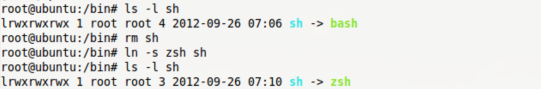 root@ubuntu:/bin# ls -l sh
lrwxrwxrwx 1 root root 4 2012-09-26 07:06 sh -> bash
root@ubuntu:/bin# rm sh
root@ubuntu:/bin# ln -s zsh sh
root@ubuntu:/bin# ls -l sh
lrwxrwxrwx 1 root root 3 2012-09-26 07:10 sh -> zsh